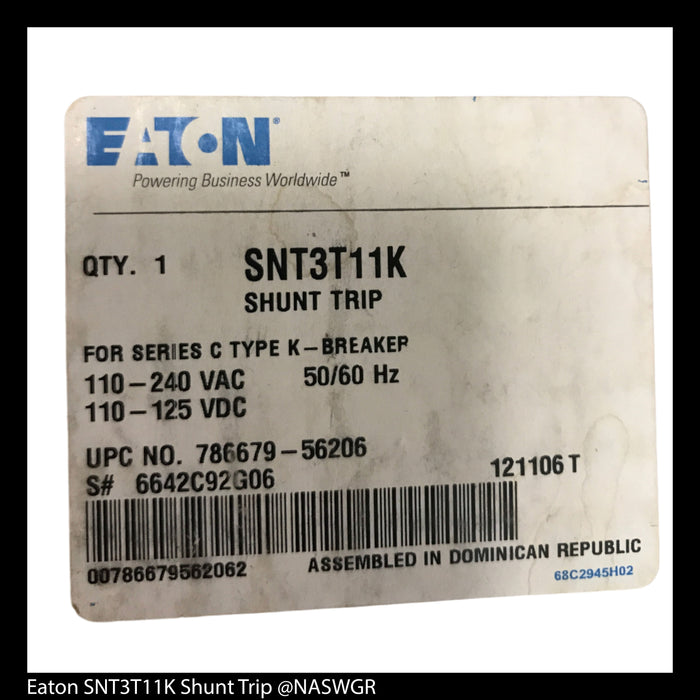 EATON®
Powering Business Worldwide™
QTY. 1 SNT3T11K
SHUNT TRIP
FOR SERIES C TYPE K-BREAKER
110-240 VAC 50/60 Hz
110-125 VDC
UPC NO. 786679-56206
S# 6642C92G06 121106 T
00786679562062 ASSEMBLED IN DOMINICAN REPUBLIC
68C2945H02
Eaton SNT3T11K Shunt Trip @NASWGR